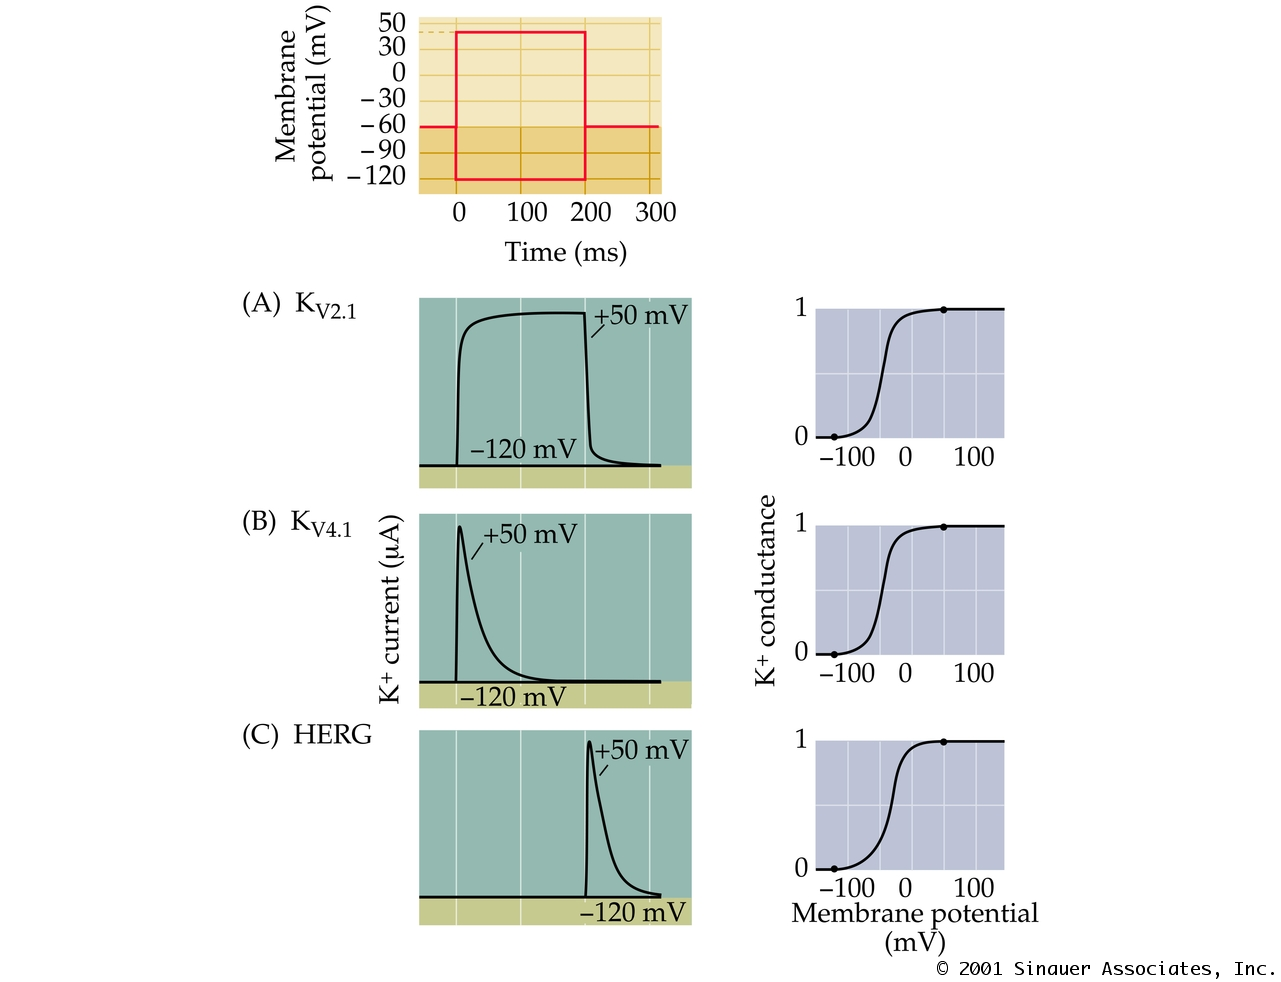 Membrane
potential (mV)
50
30
0
–30
–60
–90
–120
0 100 200 300
Time (ms)
(A) KV2.1
+50 mV
–120 mV
1
0
–100 0 100
(B) KV4.1
K+ current (µA)
+50 mV
–120 mV
K+ conductance
1
0
–100 0 100
(C) HERG
+50 mV
–120 mV
1
0
–100 0 100
Membrane potential
(mV)
© 2001 Sinauer Associates, Inc.